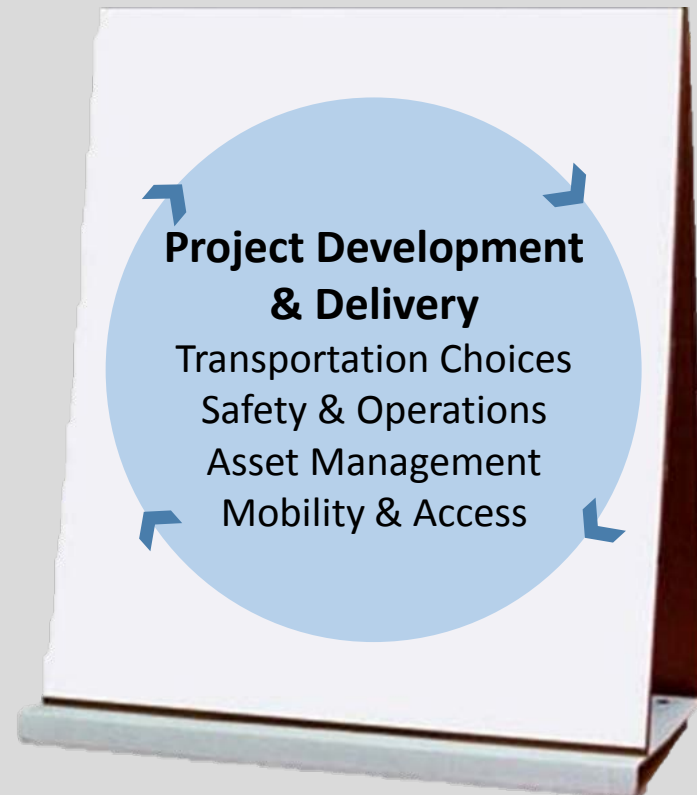 Project Development
& Delivery
Transportation Choices
Safety & Operations
Asset Management
Mobility & Access